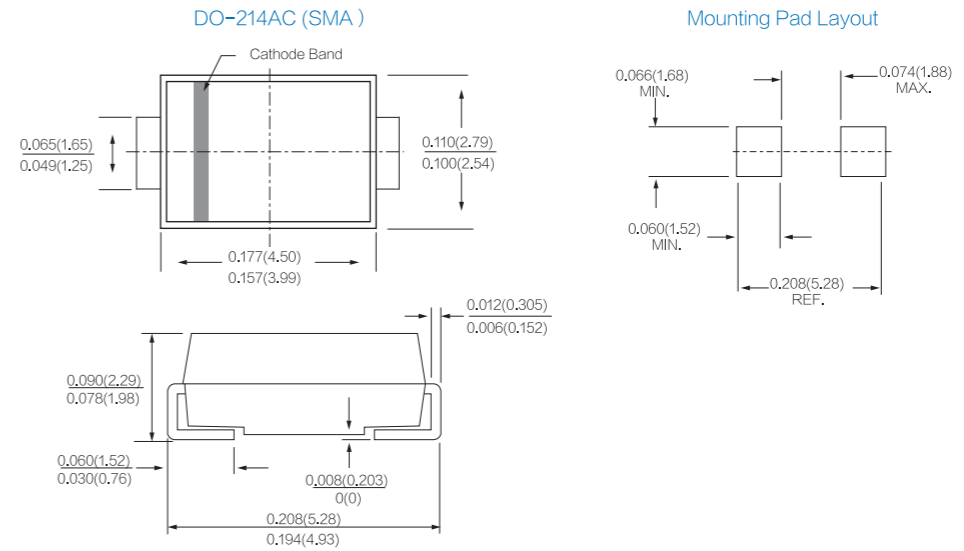 DO-214AC (SMA )
Mounting Pad Layout
Cathode Band
0.066(1.68)
MIN.
0.074(1.88)
MAX.
0.065(1.65)
0.049(1.25)
0.110(2.79)
0.100(2.54)
0.060(1.52)
MIN.
0.177(4.50)
0.157(3.99)
0.208(5.28)
REF.
0.012(0.305)
0.006(0.152)
0.090(2.29)
0.078(1.98)
0.060(1.52)
0.030(0.76)
0.008(0.203)
0(0)
0.208(5.28)
0.194(4.93)